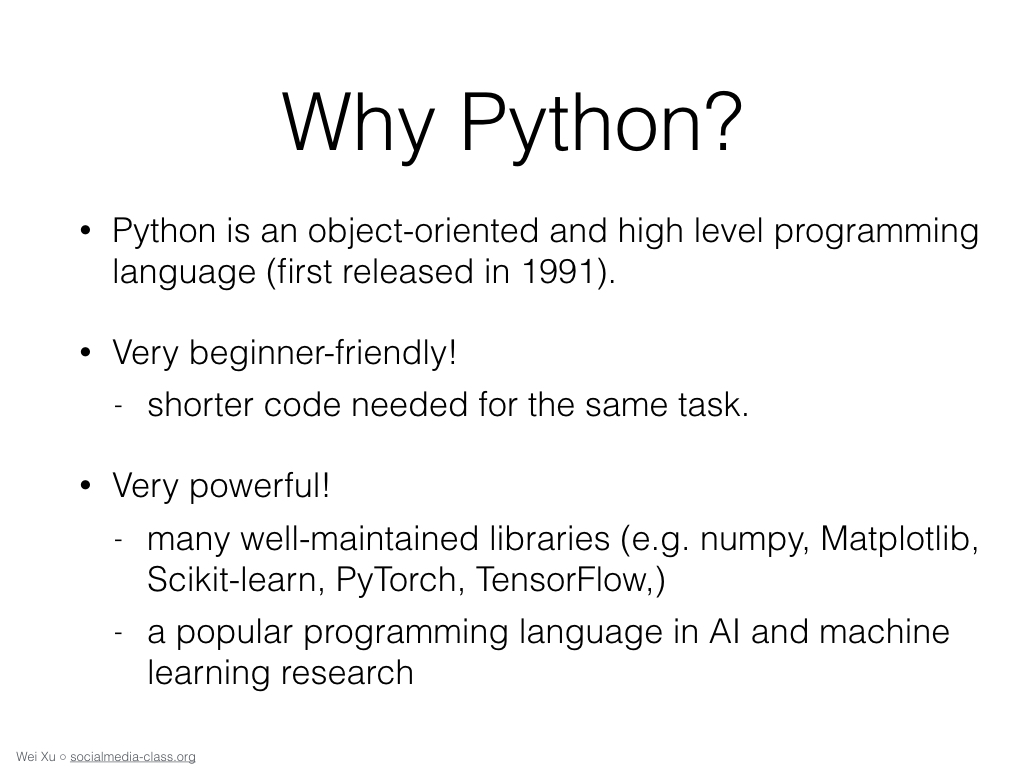 Why Python?
• Python is an object-oriented and high level programming
language (first released in 1991).
• Very beginner-friendly!
- shorter code needed for the same task.
• Very powerful!
- many well-maintained libraries (e.g. numpy, Matplotlib,
Scikit-learn, PyTorch, TensorFlow,)
- a popular programming language in AI and machine
learning research
Wei Xu ○ socialmedia-class.org